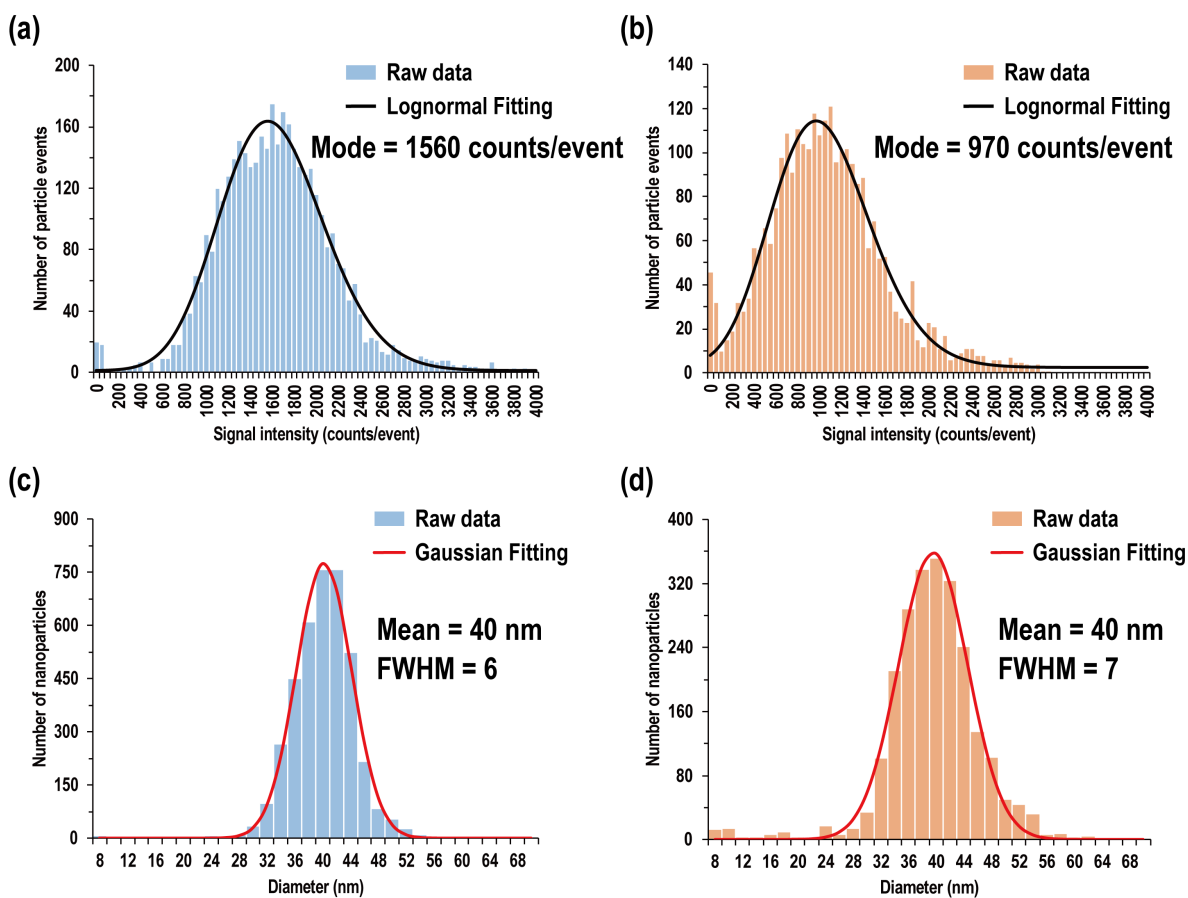 (a)
200
160
120
80
40
0
Number of particle events
Raw data
Lognormal Fitting
Mode = 1560 counts/event
0 200 400 600 800 1000 1200 1400 1600 1800 2000 2200 2400 2600 2800 3000 3200 3400 3600 3800 4000
Signal intensity (counts/event)
(b)
140
120
100
80
60
40
20
0
Number of particle events
Raw data
Lognormal Fitting
Mode = 970 counts/event
0 200 400 600 800 1000 1200 1400 1600 1800 2000 2200 2400 2600 2800 3000 3200 3400 3600 3800 4000
Signal intensity (counts/event)
(c)
900
750
600
450
300
150
0
Number of nanoparticles
Raw data
Gaussian Fitting
Mean = 40 nm
FWHM = 6
8 12 16 20 24 28 32 36 40 44 48 52 56 60 64 68
Diameter (nm)
(d)
400
320
240
160
80
0
Number of nanoparticles
Raw data
Gaussian Fitting
Mean = 40 nm
FWHM = 7
8 12 16 20 24 28 32 36 40 44 48 52 56 60 64 68
Diameter (nm)